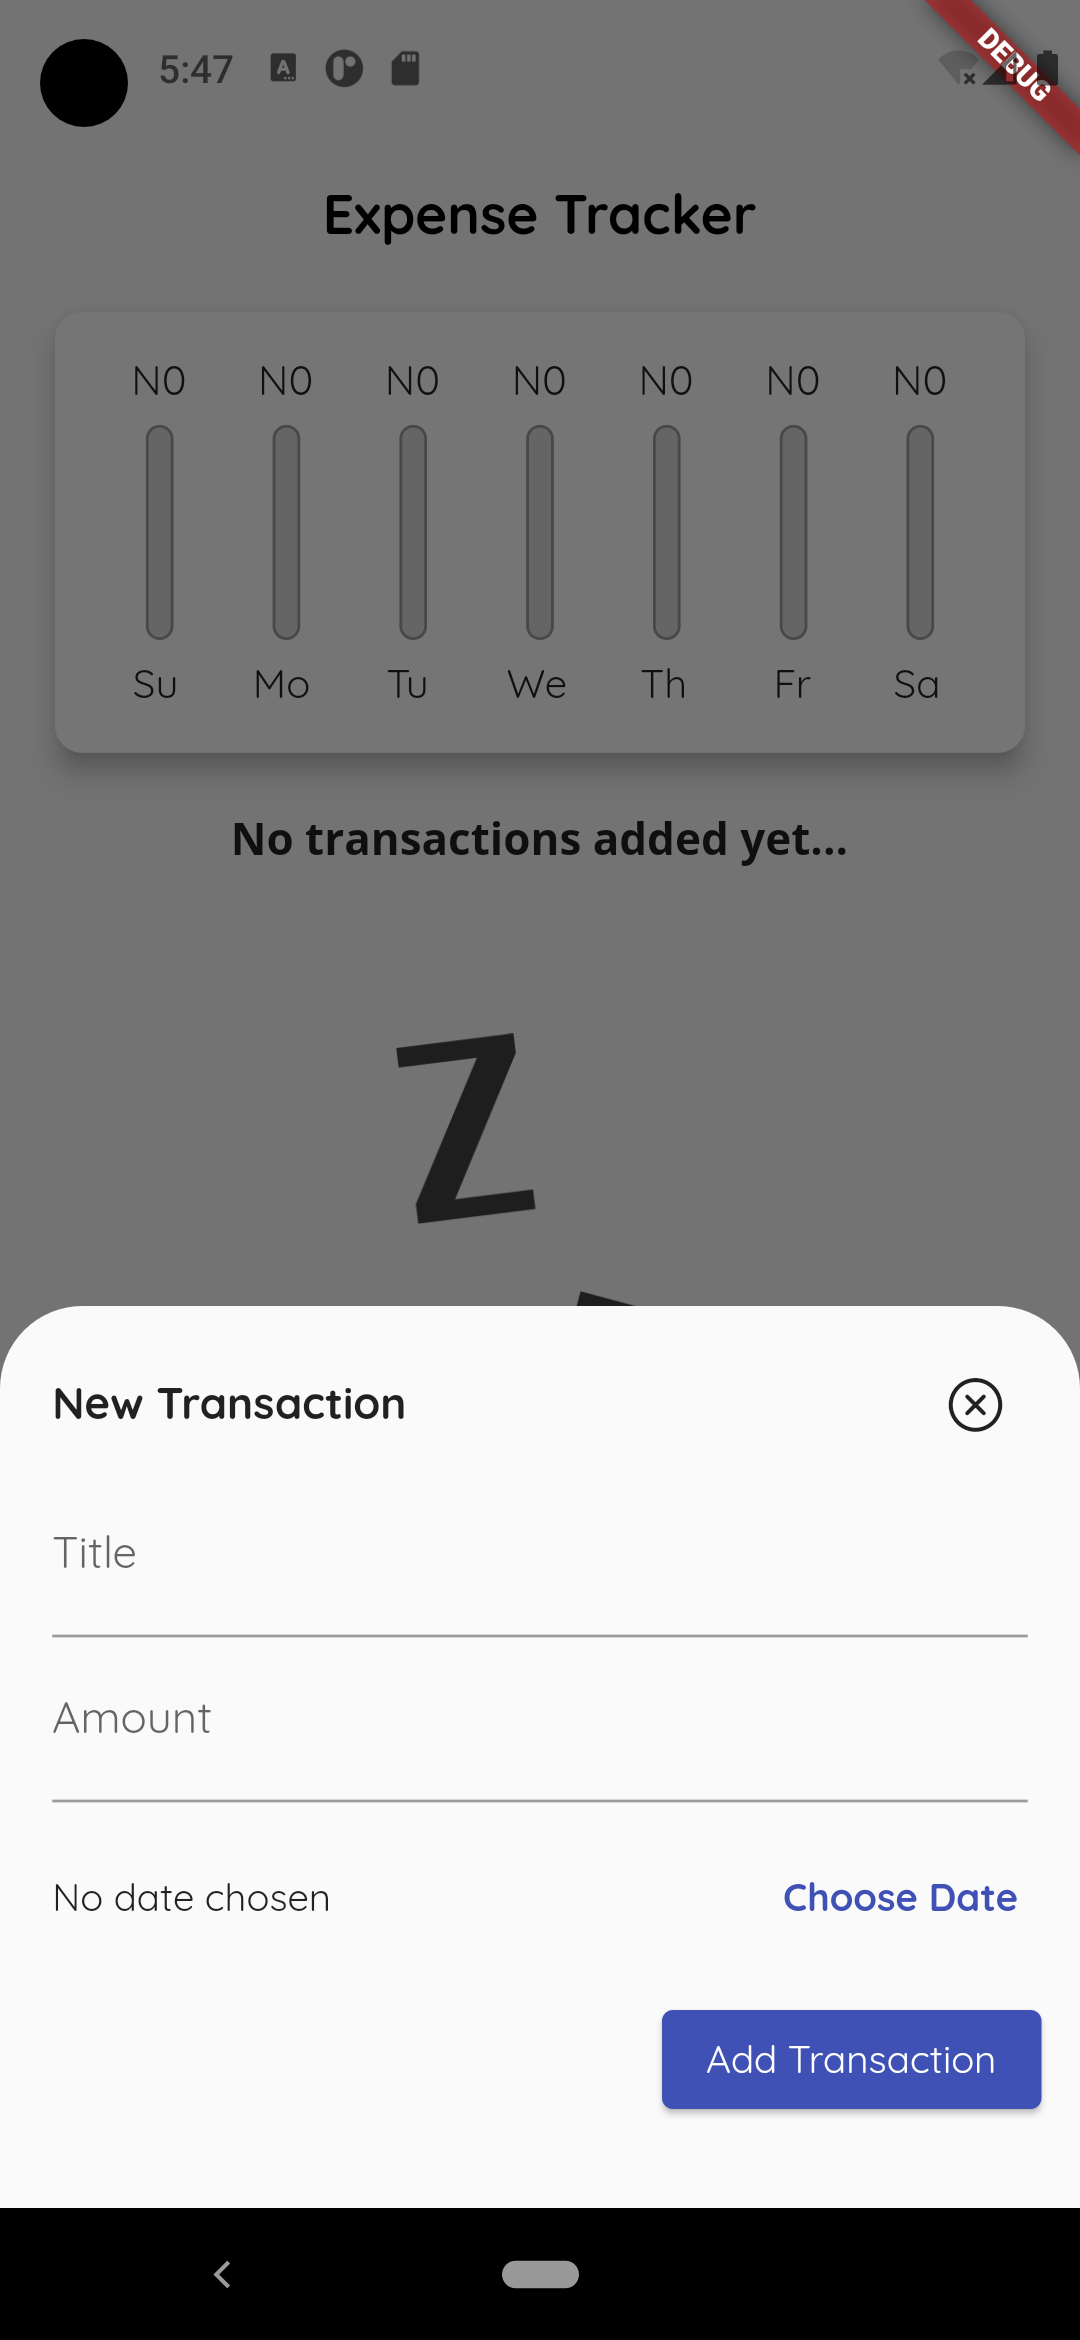 5:47
DEBUG
Expense Tracker
N0 N0 N0 N0 N0 N0 N0
Su Mo Tu We Th Fr Sa
No transactions added yet...
Z
New Transaction
Title
Amount
No date chosen Choose Date
Add Transaction